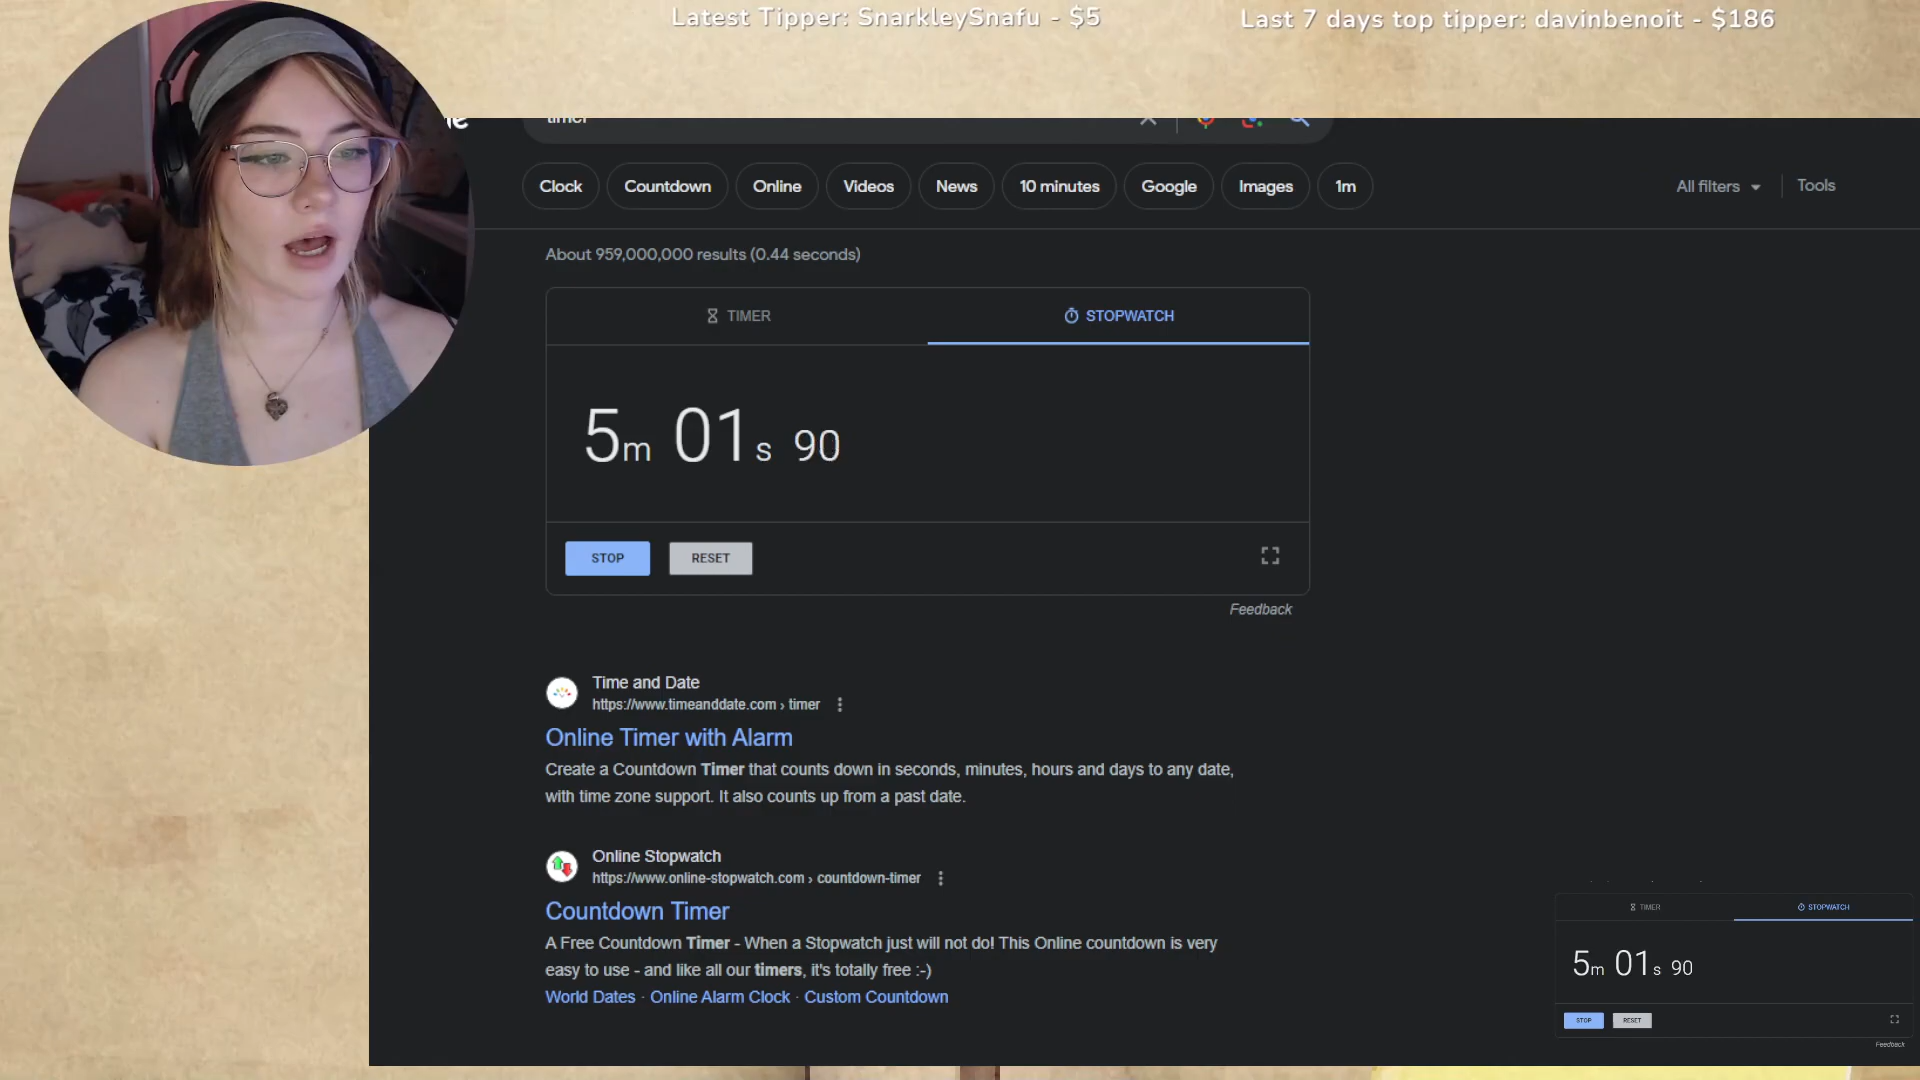 Latest Tipper: SnarkleySnafu - $5
Last 7 days top tipper: davinbenoit - $186
timer
Clock
Countdown
Online
Videos
News
10 minutes
Google
Images
1m
All filters
Tools
About 959,000,000 results (0.44 seconds)
TIMER
STOPWATCH
5m 01s 90
STOP
RESET
Feedback
Time and Date
https://www.timeanddate.com › timer
Online Timer with Alarm
Create a Countdown Timer that counts down in seconds, minutes, hours and days to any date,
with time zone support. It also counts up from a past date.
Online Stopwatch
https://www.online-stopwatch.com › countdown-timer
Countdown Timer
A Free Countdown Timer - When a Stopwatch just will not do! This Online countdown is very
easy to use - and like all our timers, it's totally free :-)
World Dates · Online Alarm Clock · Custom Countdown
TIMER
STOPWATCH
5m 01s 90
STOP
RESET
Feedback